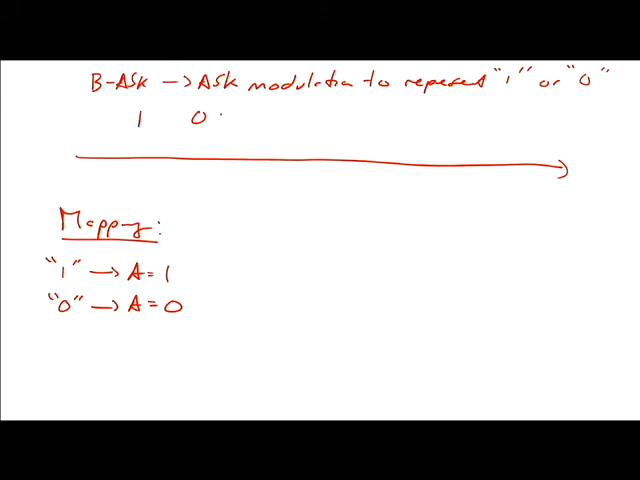 B-ASK → ASK modulation to represent "1" or "0"
1 0
Mapping:
"1" → A = 1
"0" → A = 0